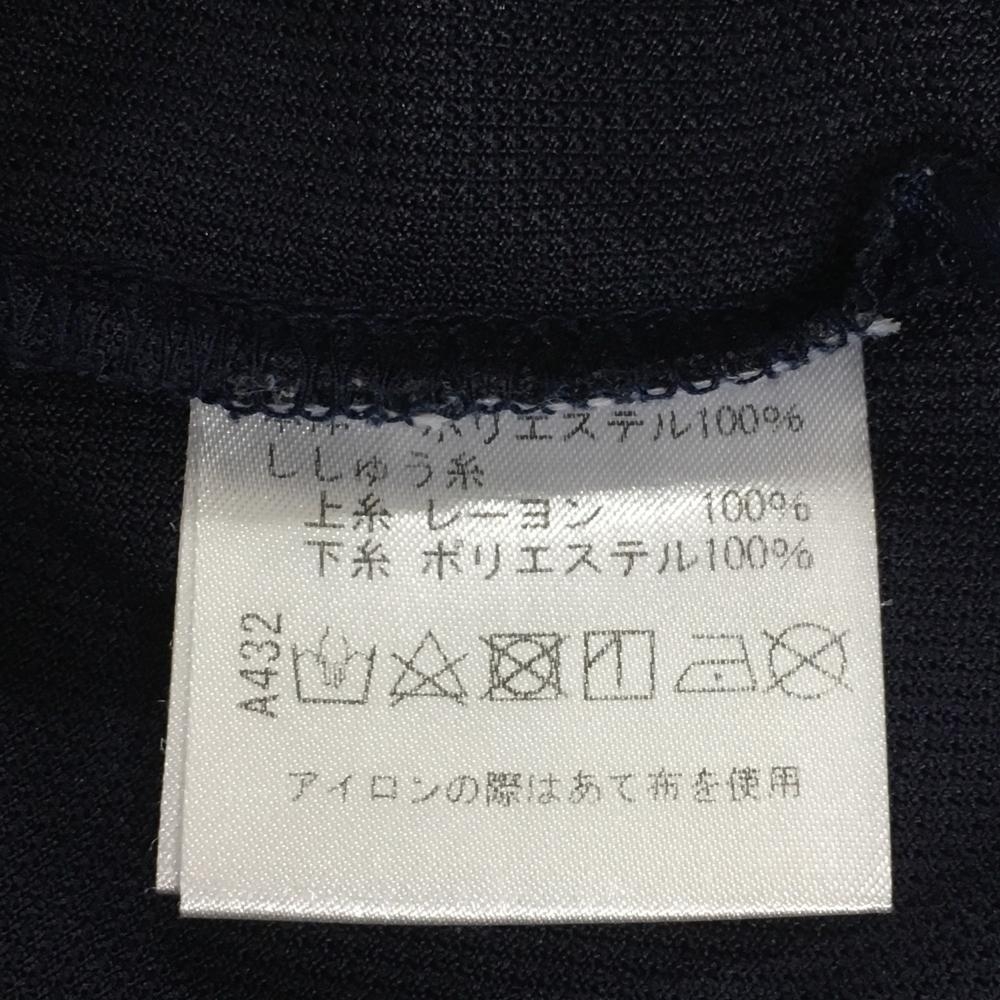 ポリエステル100%
ししゅう糸
上糸 レーヨン 100%
下糸 ポリエステル100%
A432
アイロンの際はあて布を使用